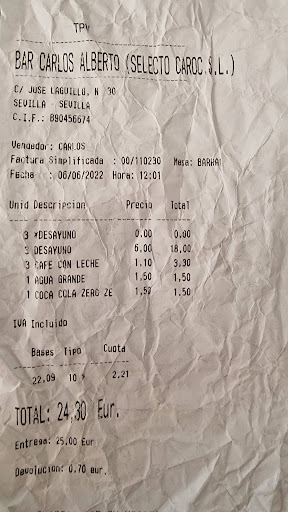 TPV
BAR CARLOS ALBERTO (SELECTO CAROC S.L.)
C/ JOSE LAGUILLO, N 30
SEVILLA SEVILLA
C.I.F.: B90456674
Vendedor: CARLOS
Factura Simplificada : 00/110230 Mesa: BARRA1
Fecha : 06/06/2022 Hora: 12:01
Unid Descripcion Precio Total
3 *DESAYUNO 0.00 0.00
3 DESAYUNO 6.00 18,00
3 CAFE CON LECHE 1.10 3,30
1 AGUA GRANDE 1,50 1,50
1 COCA COLA ZERO ZE 1,50 1,50
IVA Incluido
Bases Tipo Cuota
22,09 10 % 2,21
TOTAL: 24,30 Eur.
Entrega: 25,00 Eur
Devolucion: 0,70 eur.